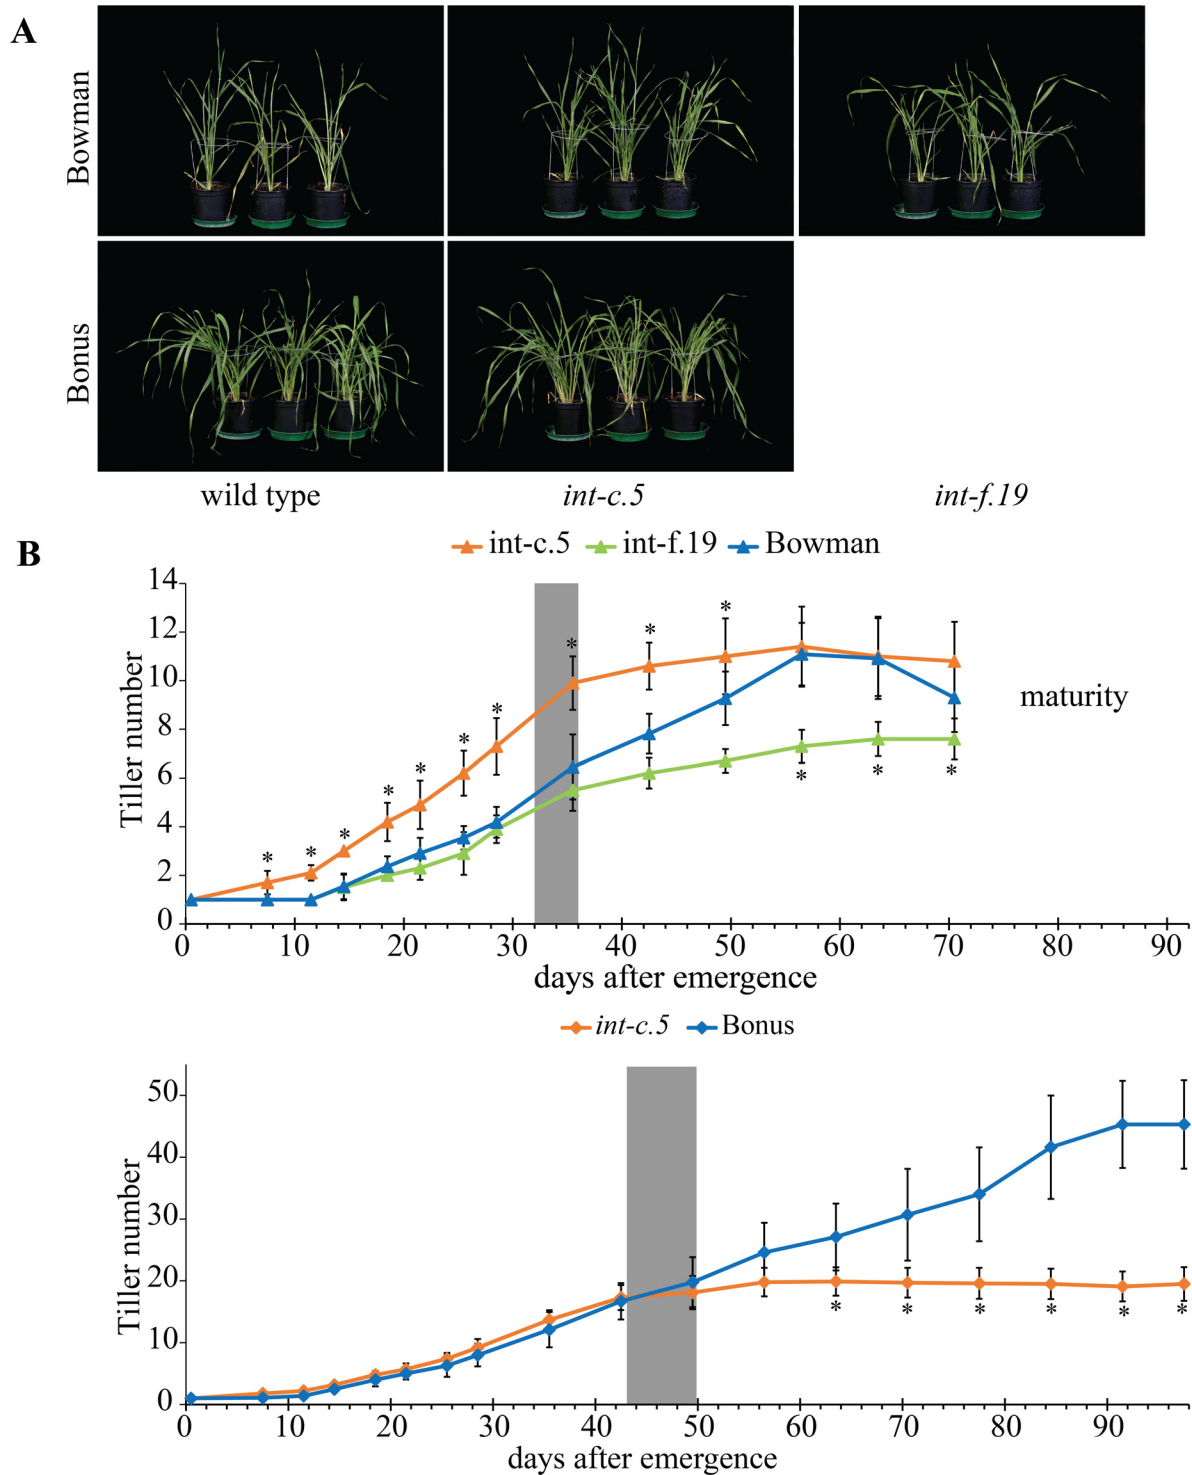 A
Bowman
Bonus
wild type
int-c.5
int-f.19
B
int-c.5 int-f.19 Bowman
14
12
10
8
6
4
2
0
Tiller number
* * * * * * * * * *
* * *
maturity
0 10 20 30 40 50 60 70 80 90
days after emergence
int-c.5 Bonus
50
40
30
20
10
0
Tiller number
* * * * * *
0 10 20 30 40 50 60 70 80 90
days after emergence